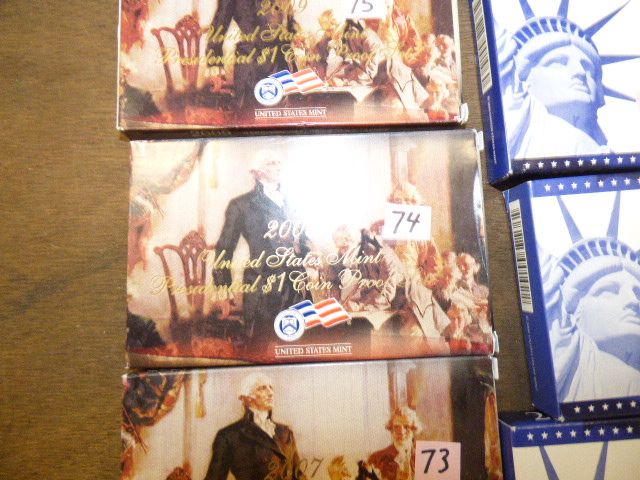 2009
75
United States Mint
Presidential $1 Coin Proof
UNITED STATES MINT
74
United States Mint
Presidential $1 Coin Proof
UNITED STATES MINT
2007
73